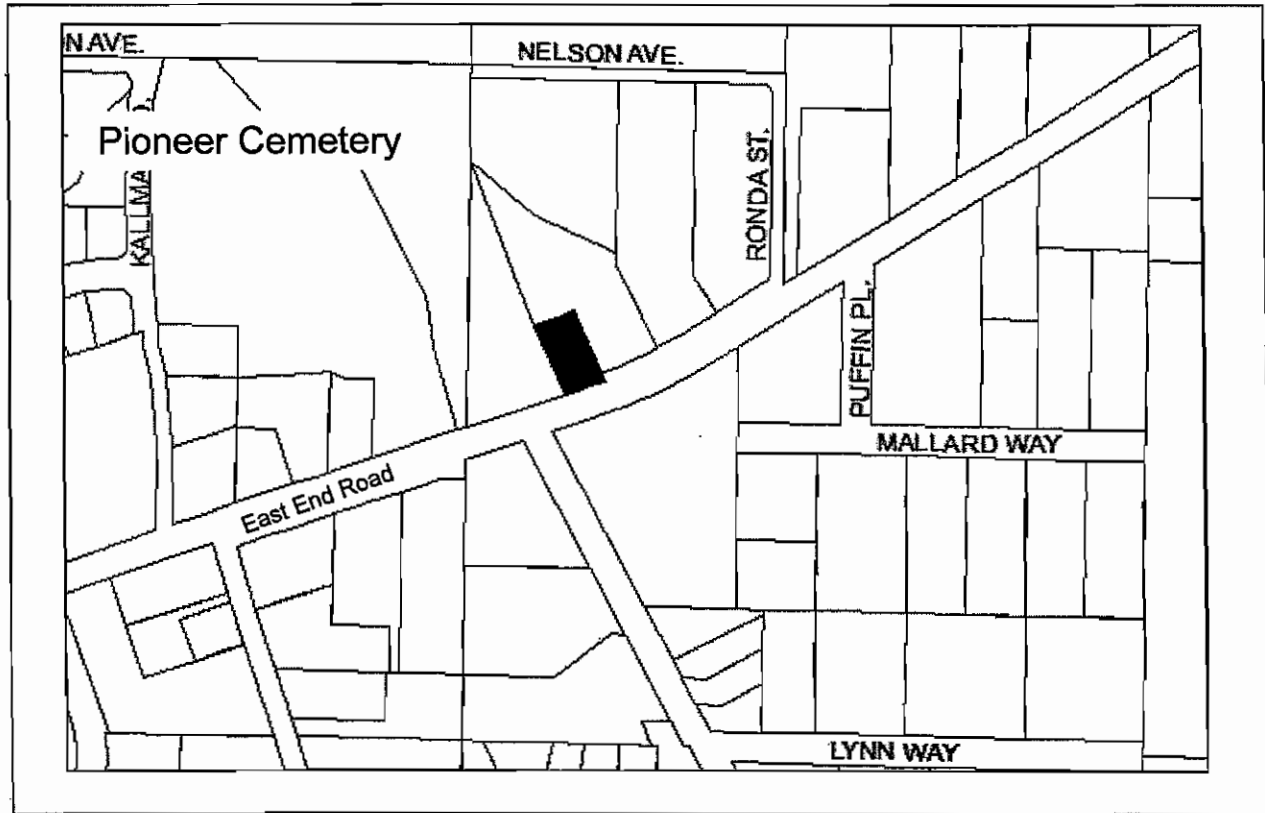 N AVE.
NELSON AVE.
Pioneer Cemetery
KALLMA
RONDA ST.
PUFFIN PL.
MALLARD WAY
East End Road
LYNN WAY